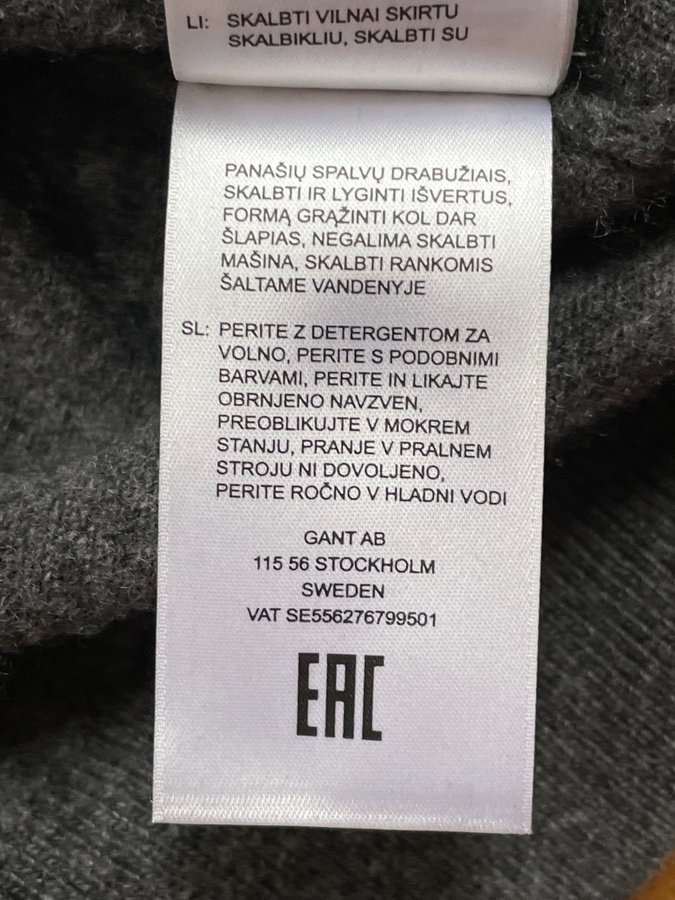 LI: SKALBTI VILNAI SKIRTU
SKALBIKLIU, SKALBTI SU
PANAŠIŲ SPALVŲ DRABUŽIAIS,
SKALBTI IR LYGINTI IŠVERTUS,
FORMĄ GRĄŽINTI KOL DAR
ŠLAPIAS, NEGALIMA SKALBTI
MAŠINA, SKALBTI RANKOMIS
ŠALTAME VANDENYJE
SL: PERITE Z DETERGENTOM ZA
VOLNO, PERITE S PODOBNIMI
BARVAMI, PERITE IN LIKAJTE
OBRNJENO NAVZVEN,
PREOBLIKUJTE V MOKREM
STANJU, PRANJE V PRALNEM
STROJU NI DOVOLJENO,
PERITE ROČNO V HLADNI VODI
GANT AB
115 56 STOCKHOLM
SWEDEN
VAT SE556276799501
EAC